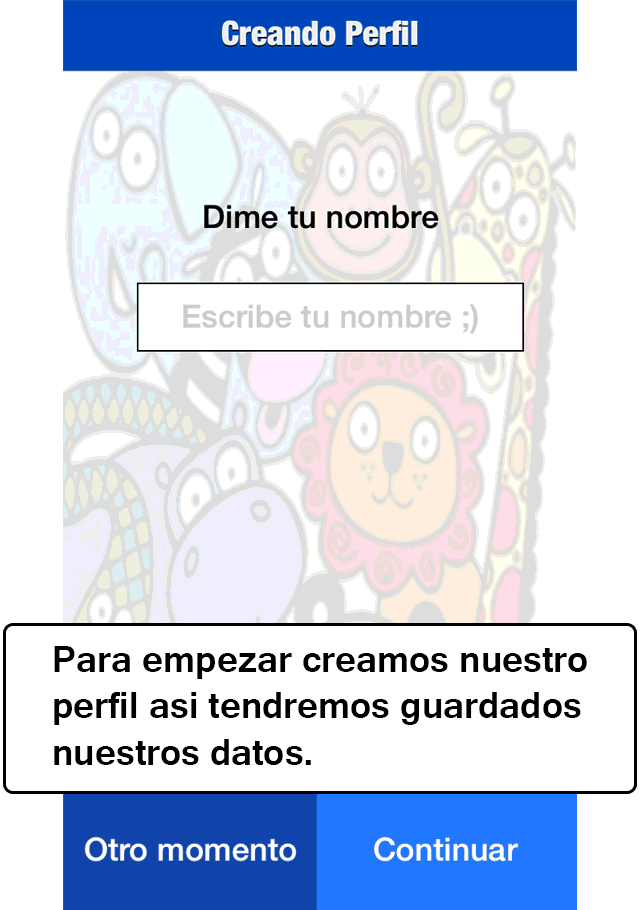 Creando Perfil
Dime tu nombre
Escribe tu nombre ;)
Para empezar creamos nuestro
perfil asi tendremos guardados
nuestros datos.
Otro momento
Continuar